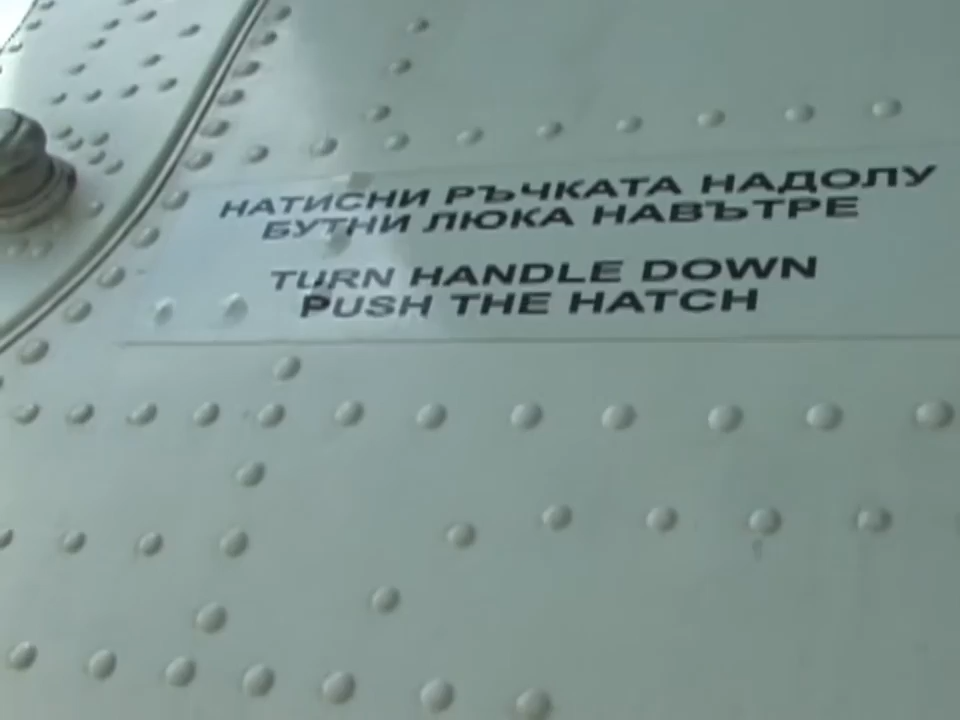 НАТИСНИ РЪЧКАТА НАДОЛУ
БУТНИ ЛЮКА НАВЪТРЕ
TURN HANDLE DOWN
PUSH THE HATCH